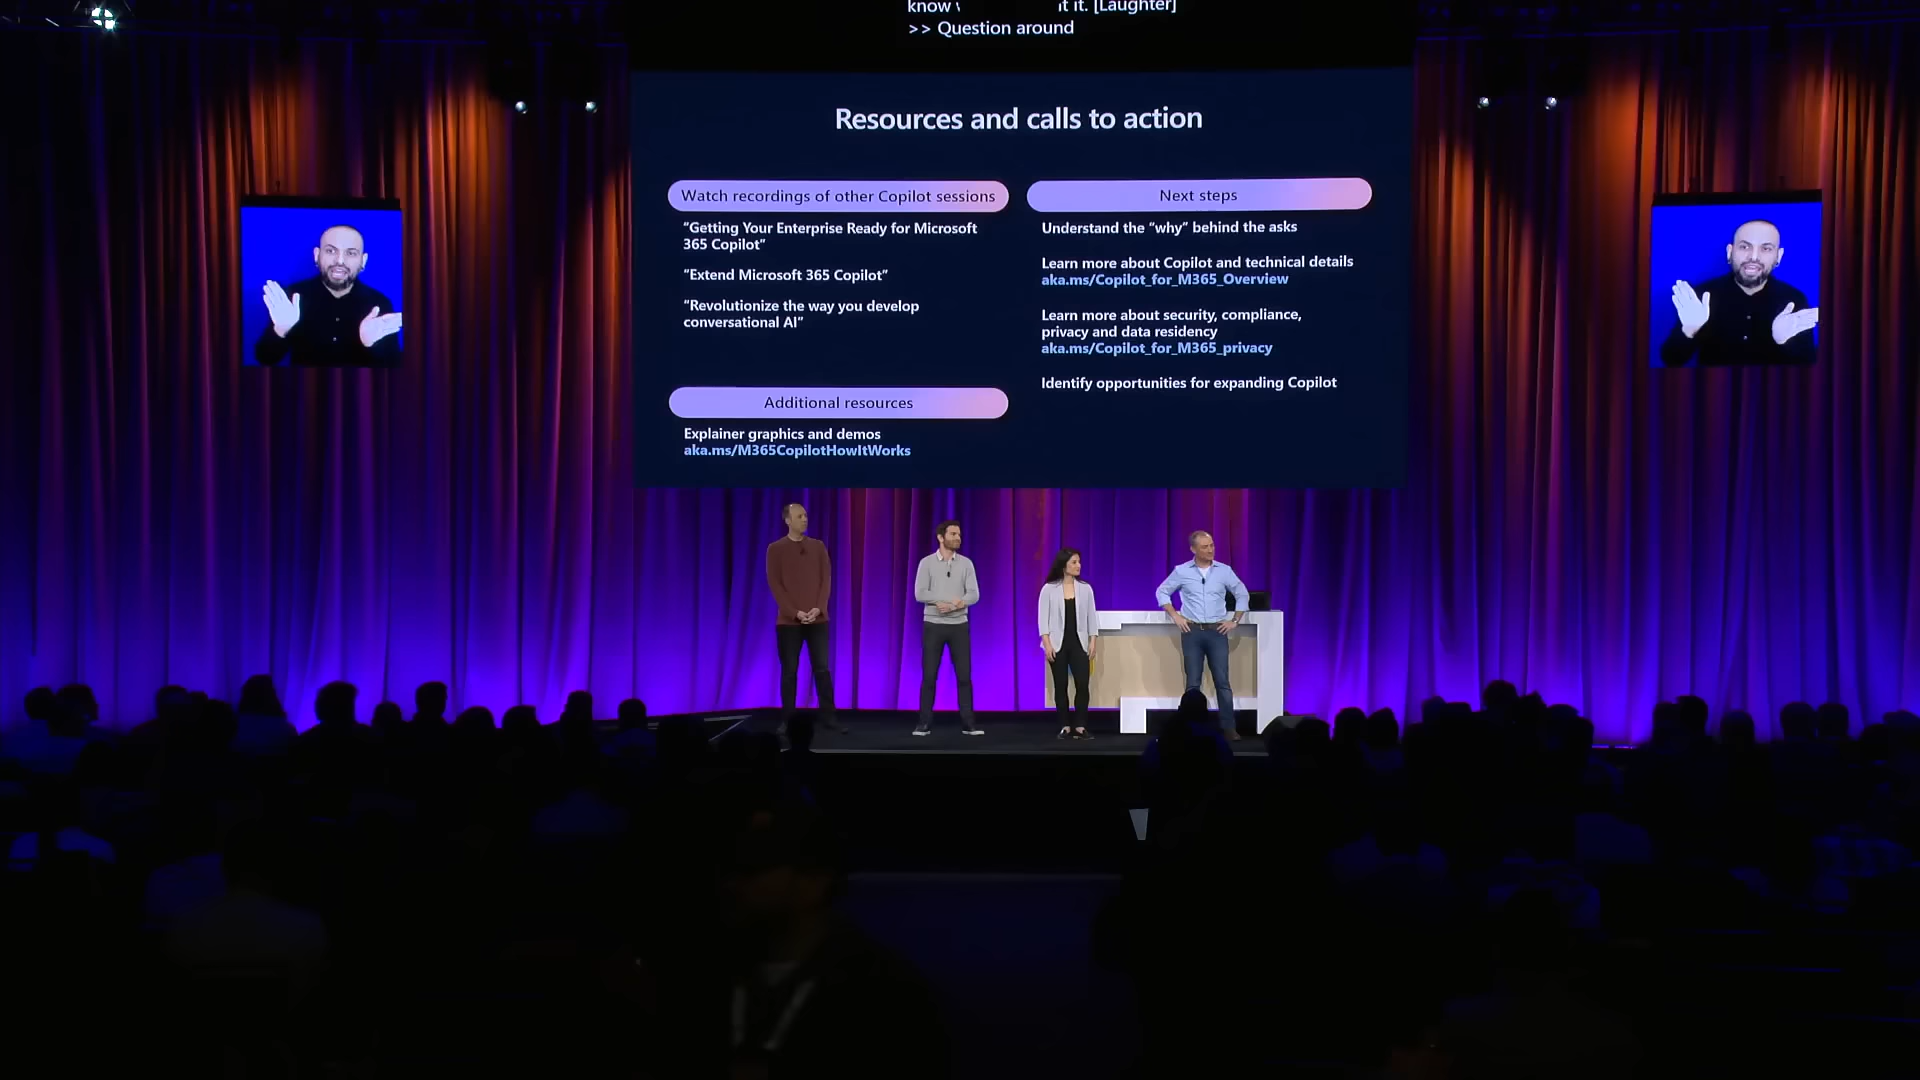 know it it. [Laughter]
>> Question around
Resources and calls to action
Watch recordings of other Copilot sessions
"Getting Your Enterprise Ready for Microsoft
365 Copilot"
"Extend Microsoft 365 Copilot"
"Revolutionize the way you develop
conversational AI"
Additional resources
Explainer graphics and demos
aka.ms/M365CopilotHowItWorks
Next steps
Understand the "why" behind the asks
Learn more about Copilot and technical details
aka.ms/Copilot_for_M365_Overview
Learn more about security, compliance,
privacy and data residency
aka.ms/Copilot_for_M365_privacy
Identify opportunities for expanding Copilot